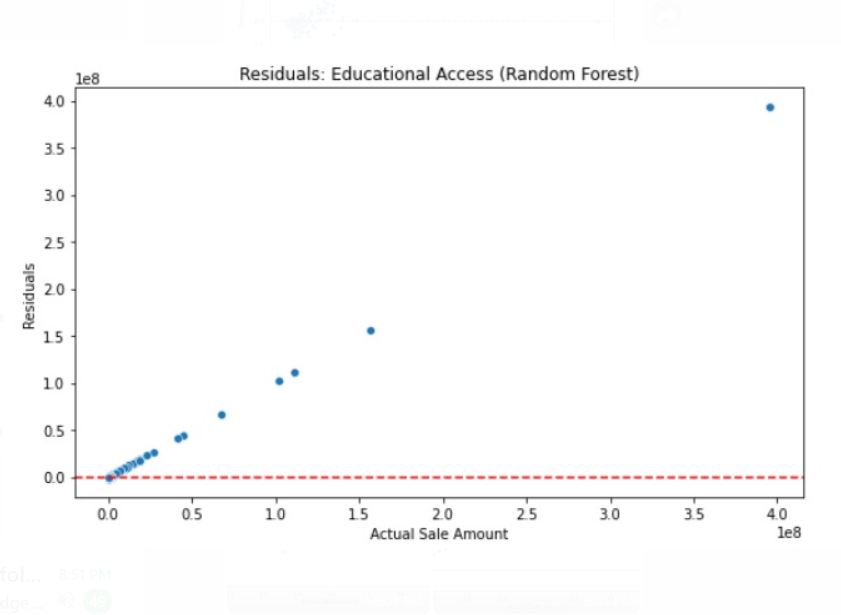 Residuals: Educational Access (Random Forest)
1e8
4.0
3.5
3.0
2.5
2.0
1.5
1.0
0.5
0.0
Residuals
0.0 0.5 1.0 1.5 2.0 2.5 3.0 3.5 4.0
1e8
Actual Sale Amount